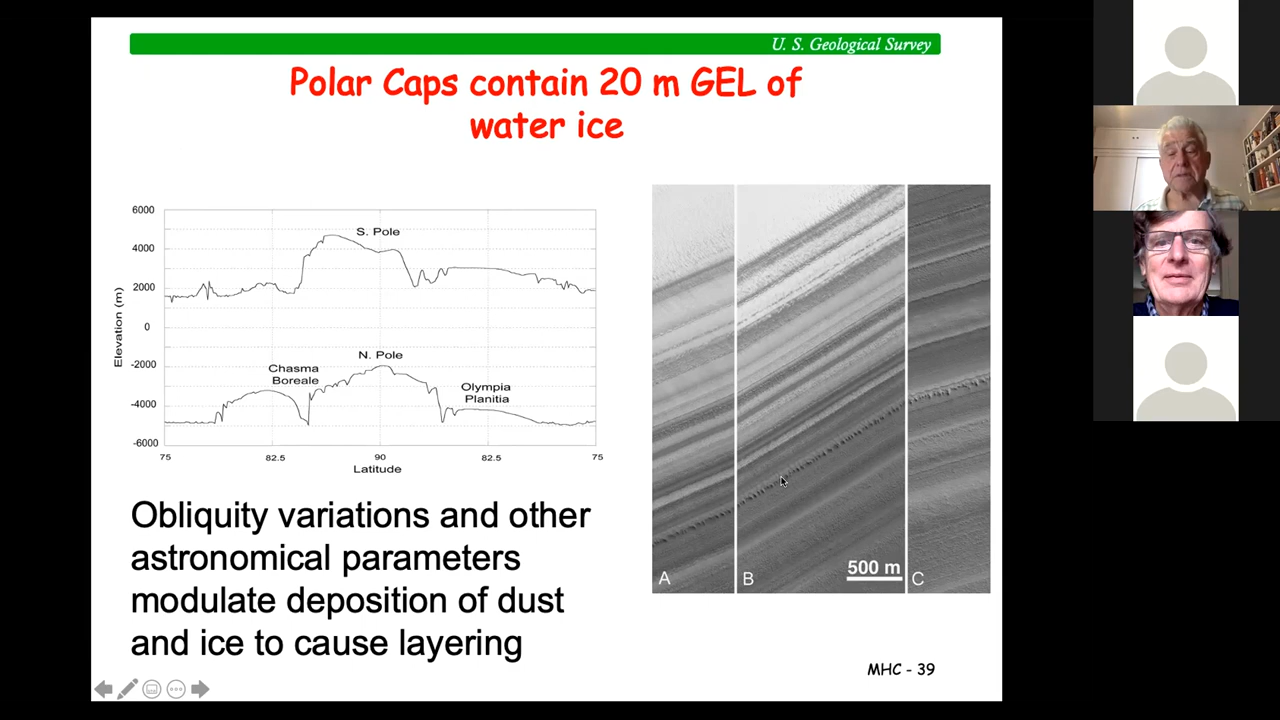 U. S. Geological Survey
Polar Caps contain 20 m GEL of
water ice
6000
4000
2000
0
-2000
-4000
-6000
Elevation (m)
S. Pole
N. Pole
Chasma
Boreale
Olympia
Planitia
75
82.5
90
82.5
75
Latitude
A
B
500 m
C
Obliquity variations and other
astronomical parameters
modulate deposition of dust
and ice to cause layering
MHC - 39